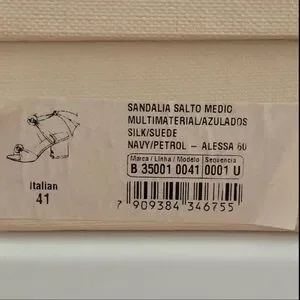 SANDALIA SALTO MEDIO
MULTIMATERIAL/AZULADOS
SILK/SUEDE
NAVY/PETROL - ALESSA 60
Marca / Linha / Modelo Sequencia
B 35001 0041 0001 U
Italian
41
7 909384 346755